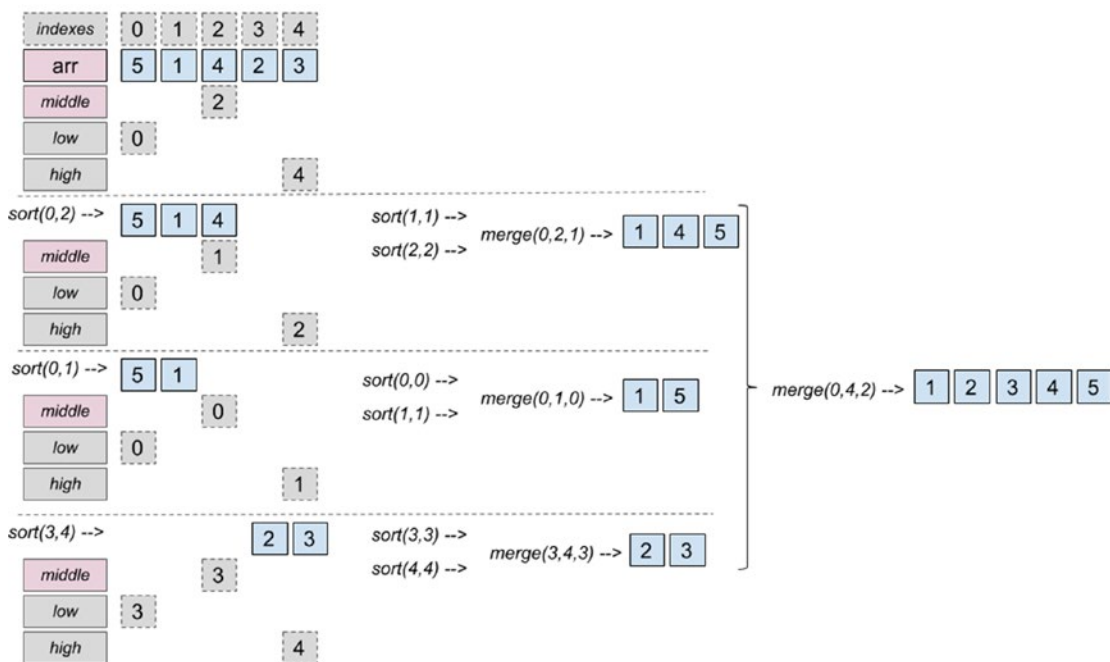 indexes 0 1 2 3 4
arr 5 1 4 2 3
middle 2
low 0
high 4
sort(0,2) --> 5 1 4
sort(1,1) -->
sort(2,2) -->
merge(0,2,1) --> 1 4 5
middle 1
low 0
high 2
sort(0,1) --> 5 1
sort(0,0) -->
sort(1,1) -->
merge(0,1,0) --> 1 5
middle 0
low 0
high 1
merge(0,4,2) --> 1 2 3 4 5
sort(3,4) --> 2 3
sort(3,3) -->
sort(4,4) -->
merge(3,4,3) --> 2 3
middle 3
low 3
high 4